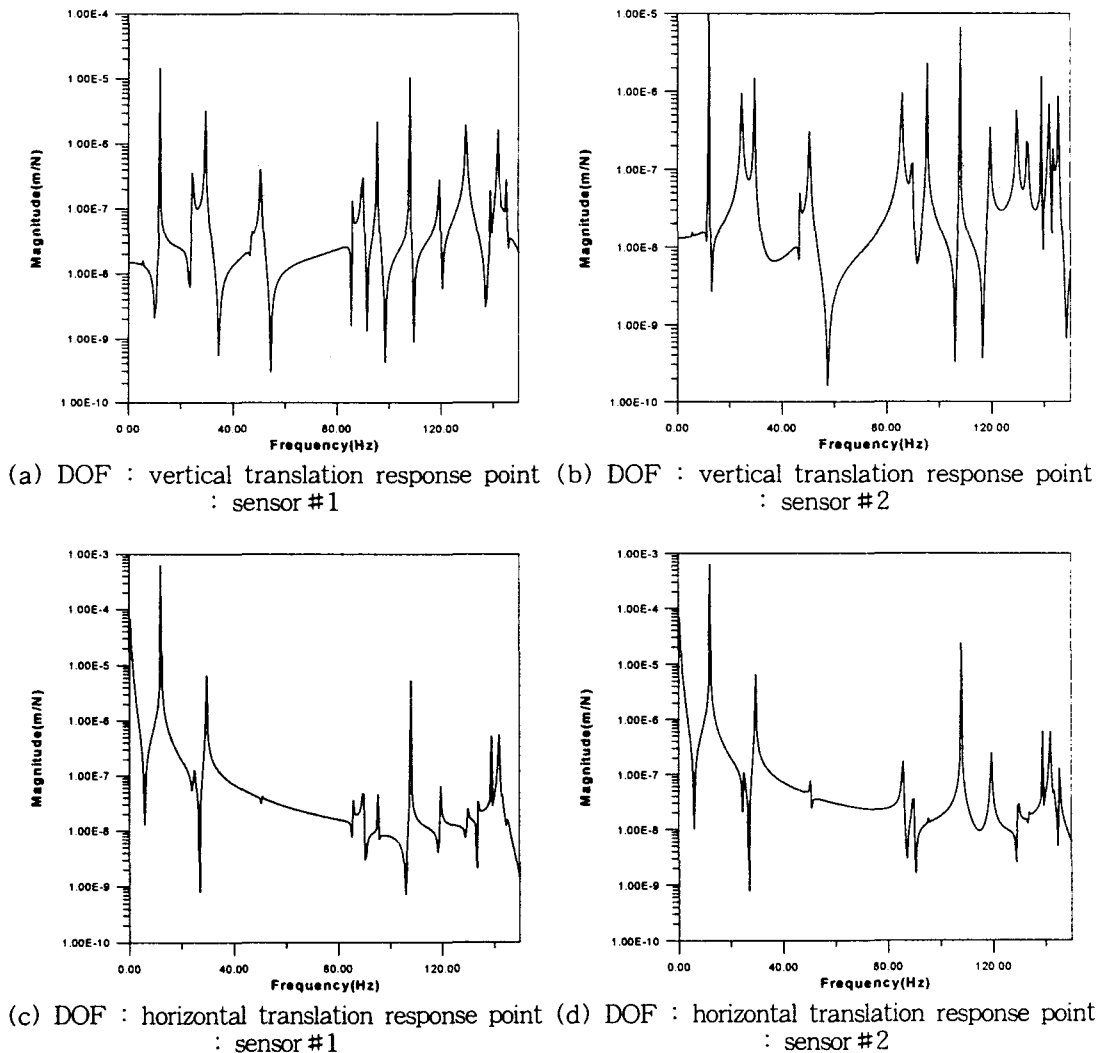 1.00E-4
1.00E-5
1.00E-6
1.00E-7
1.00E-8
1.00E-9
1.00E-10
Magnitude(m/N)
0.00 40.00 80.00 120.00
Frequency(Hz)
1.00E-5
1.00E-6
1.00E-7
1.00E-8
1.00E-9
1.00E-10
Magnitude(m/N)
0.00 40.00 80.00 120.00
Frequency(Hz)
(a) DOF : vertical translation response point
: sensor #1
(b) DOF : vertical translation response point
: sensor #2
1.00E-3
1.00E-4
1.00E-5
1.00E-6
1.00E-7
1.00E-8
1.00E-9
1.00E-10
Magnitude(m/N)
0.00 40.00 80.00 120.00
Frequency(Hz)
1.00E-3
1.00E-4
1.00E-5
1.00E-6
1.00E-7
1.00E-8
1.00E-9
1.00E-10
Magnitude(m/N)
0.00 40.00 80.00 120.00
Frequency(Hz)
(c) DOF : horizontal translation response point
: sensor #1
(d) DOF : horizontal translation response point
: sensor #2